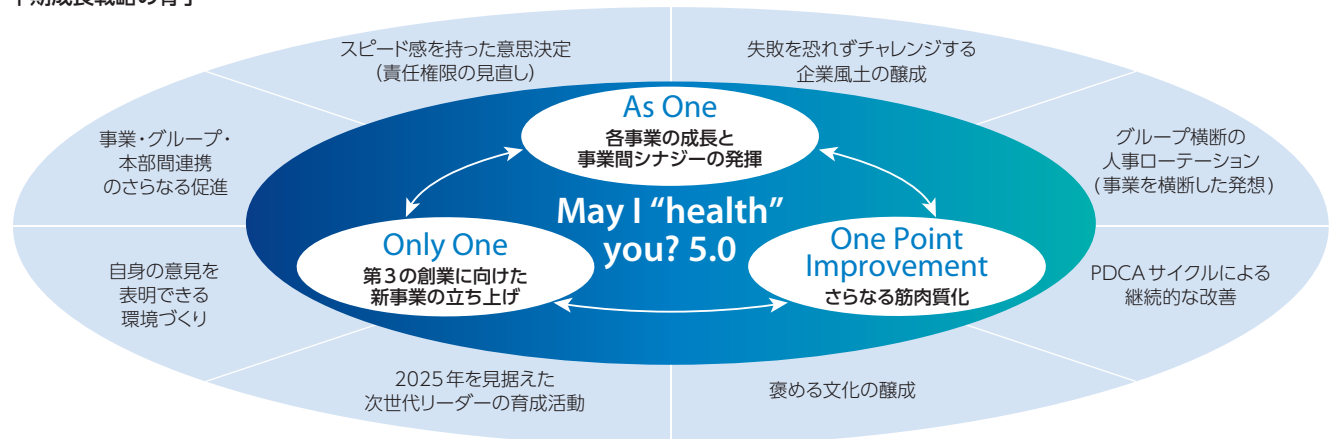 スピード感を持った意思決定
(責任権限の見直し)
失敗を恐れずチャレンジする
企業風土の醸成
事業・グループ・
本部間連携
のさらなる促進
グループ横断の
人事ローテーション
(事業を横断した発想)
As One
各事業の成長と
事業間シナジーの発揮
May I “health”
you? 5.0
Only One
第3の創業に向けた
新事業の立ち上げ
One Point
Improvement
さらなる筋肉質化
自身の意見を
表明できる
環境づくり
PDCAサイクルによる
継続的な改善
2025年を見据えた
次世代リーダーの育成活動
褒める文化の醸成